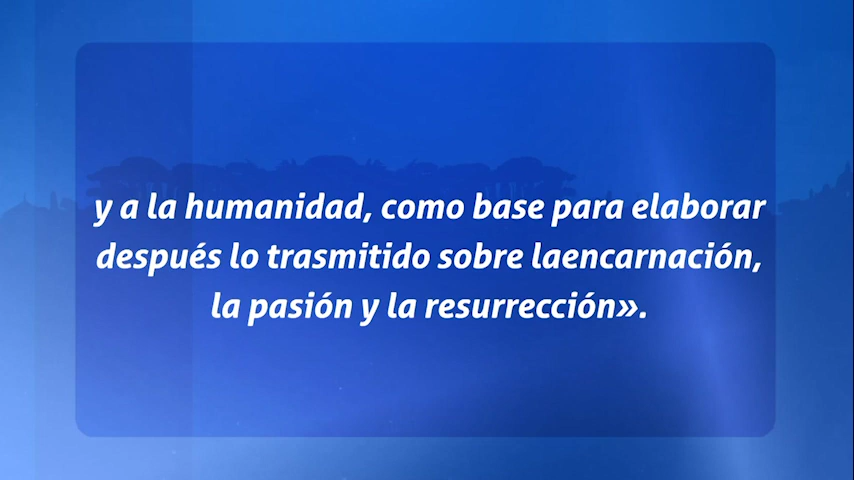 y a la humanidad, como base para elaborar
después lo trasmitido sobre laencarnación,
la pasión y la resurrección».